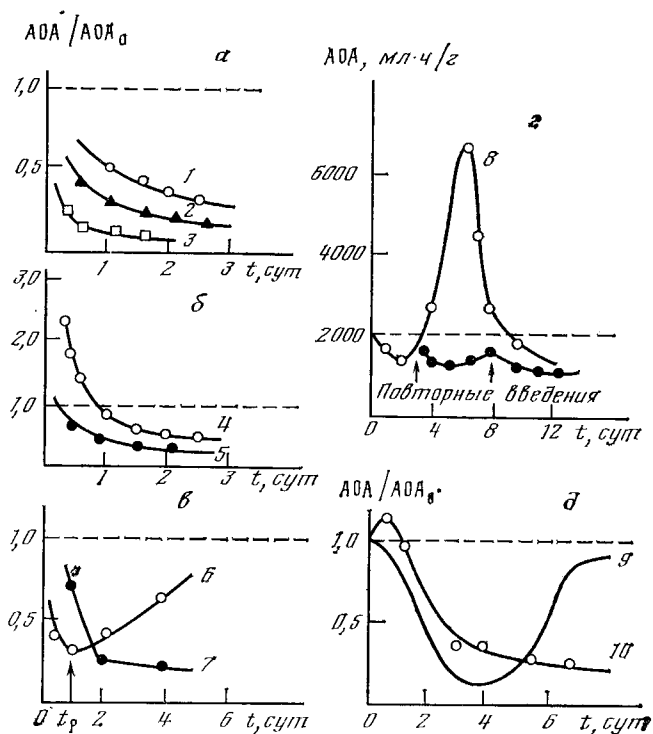 AOA*/AOAa
а
1,0
0,5
1
2
3
1 2 3 t, сут
3,0
б
2,0
1,0
4
5
1 2 3 t, сут
в
1,0
6
0,5
7
0 tр 2 4 6 t, сут
AOA, мл·ч/г
г
8
6000
4000
2000
Повторные введения
0 4 8 12 t, сут
AOA/AOAв.
д
1,0
9
0,5
10
0 2 4 6 t, сут